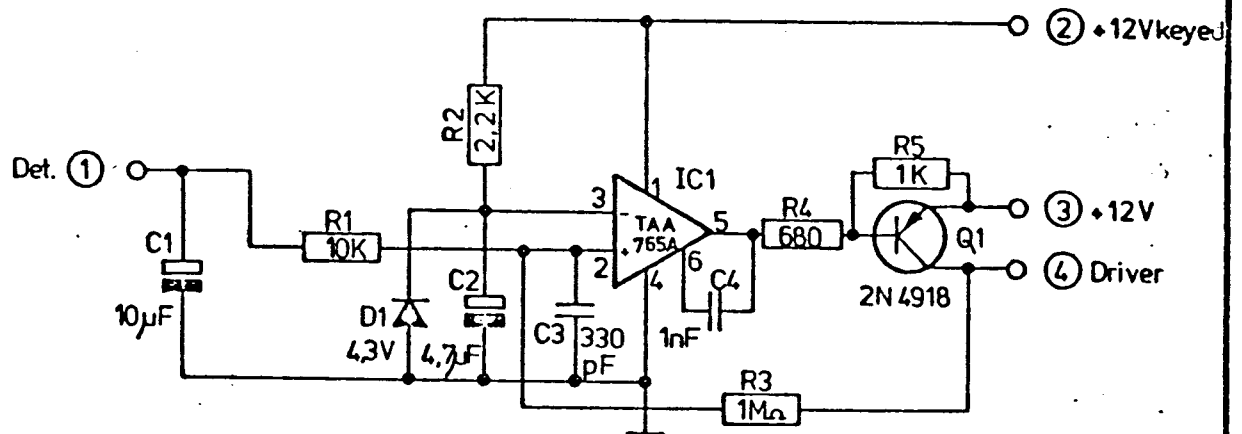 ② +12Vkeyed
R2
2,2K
Det. ①
R5
1K
IC1
3
-
1
TAA
765A
5
R4
680
③ +12V
R1
10K
+
2
4
6
Q1
C1
C2
C4
④ Driver
2N4918
10µF
D1
4,3V
4,7µF
C3
330
pF
1nF
R3
1MΩ